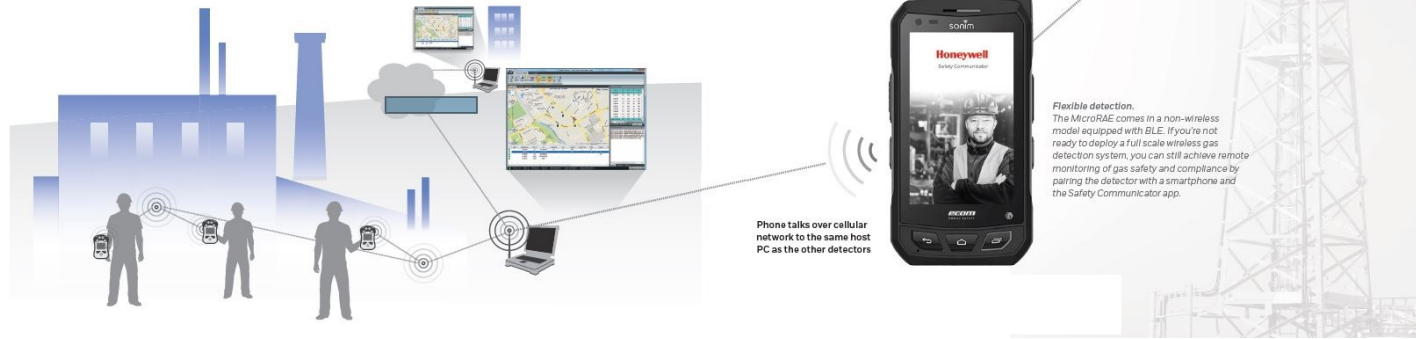 sonim
Honeywell
Safety Communicator
ecom
Flexible detection.
The MicroRAE comes in a non-wireless
model equipped with BLE. If you're not
ready to deploy a full scale wireless gas
detection system, you can still achieve remote
monitoring of gas safety and compliance by
pairing the detector with a smartphone and
the Safety Communicator app.
Phone talks over cellular
network to the same host
PC as the other detectors